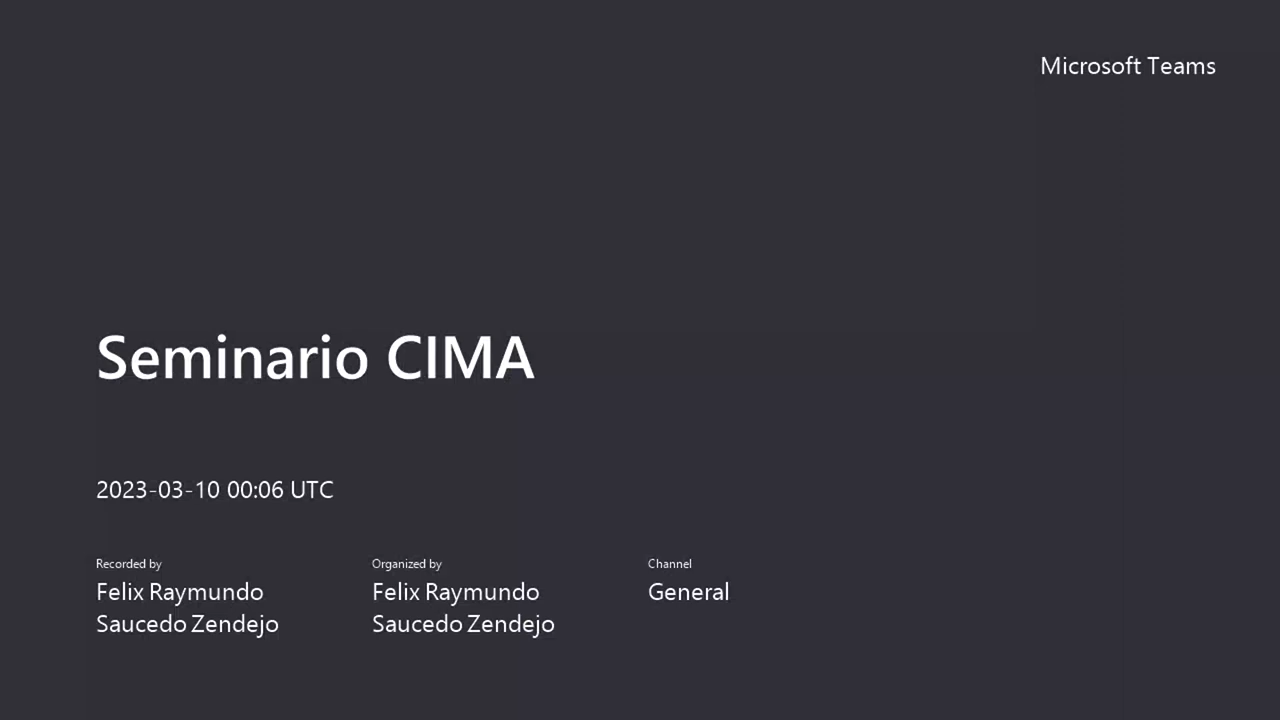 Microsoft Teams
Seminario CIMA
2023-03-10 00:06 UTC
Recorded by
Felix Raymundo
Saucedo Zendejo
Organized by
Felix Raymundo
Saucedo Zendejo
Channel
General